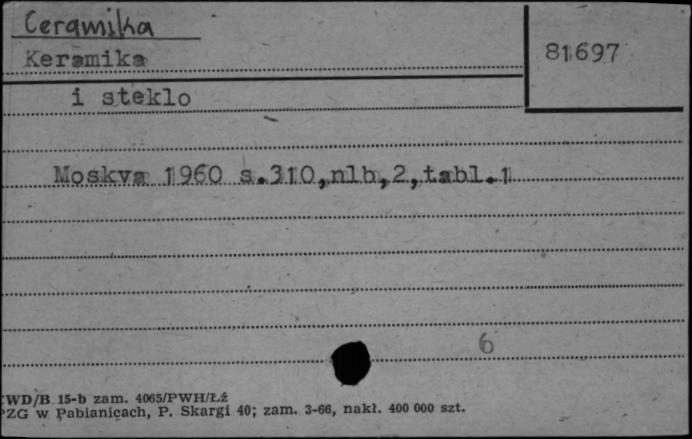 Ceramika
Keramika
81697
i steklo
Moskva 1960 s.310,nlb,2,tabl.1
6
WD/B 15-b zam. 4065/PWH/Łź
PZG w Pabianicach, P. Skargi 40; zam. 3-66, nakł. 400 000 szt.